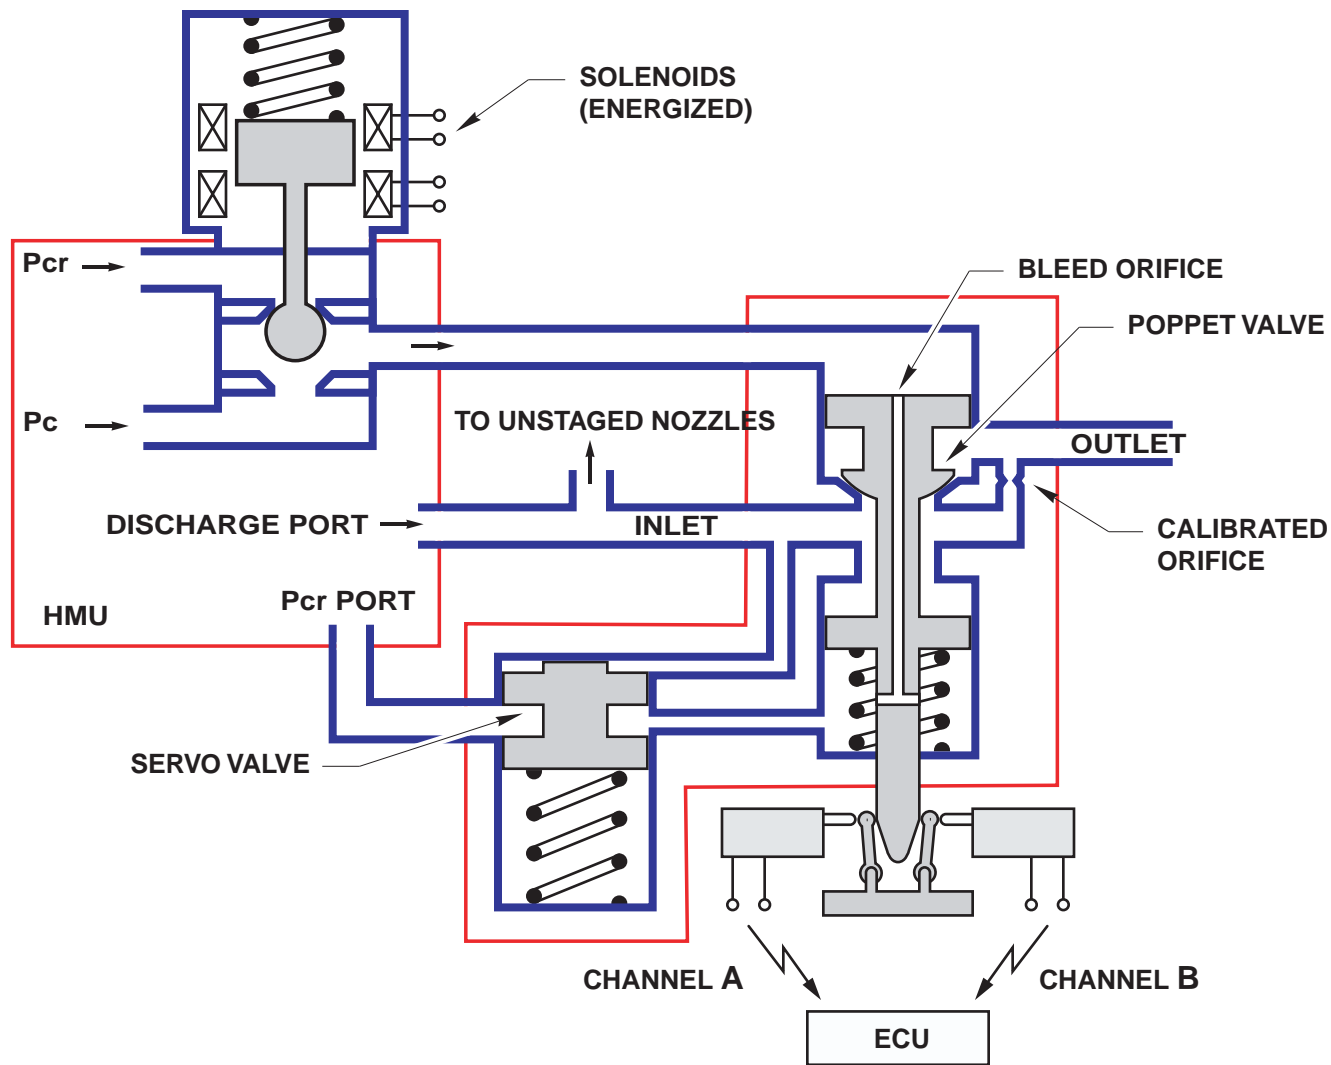 SOLENOIDS
(ENERGIZED)
Pcr
BLEED ORIFICE
POPPET VALVE
Pc
TO UNSTAGED NOZZLES
OUTLET
DISCHARGE PORT
INLET
CALIBRATED
ORIFICE
Pcr PORT
HMU
SERVO VALVE
CHANNEL A
CHANNEL B
ECU